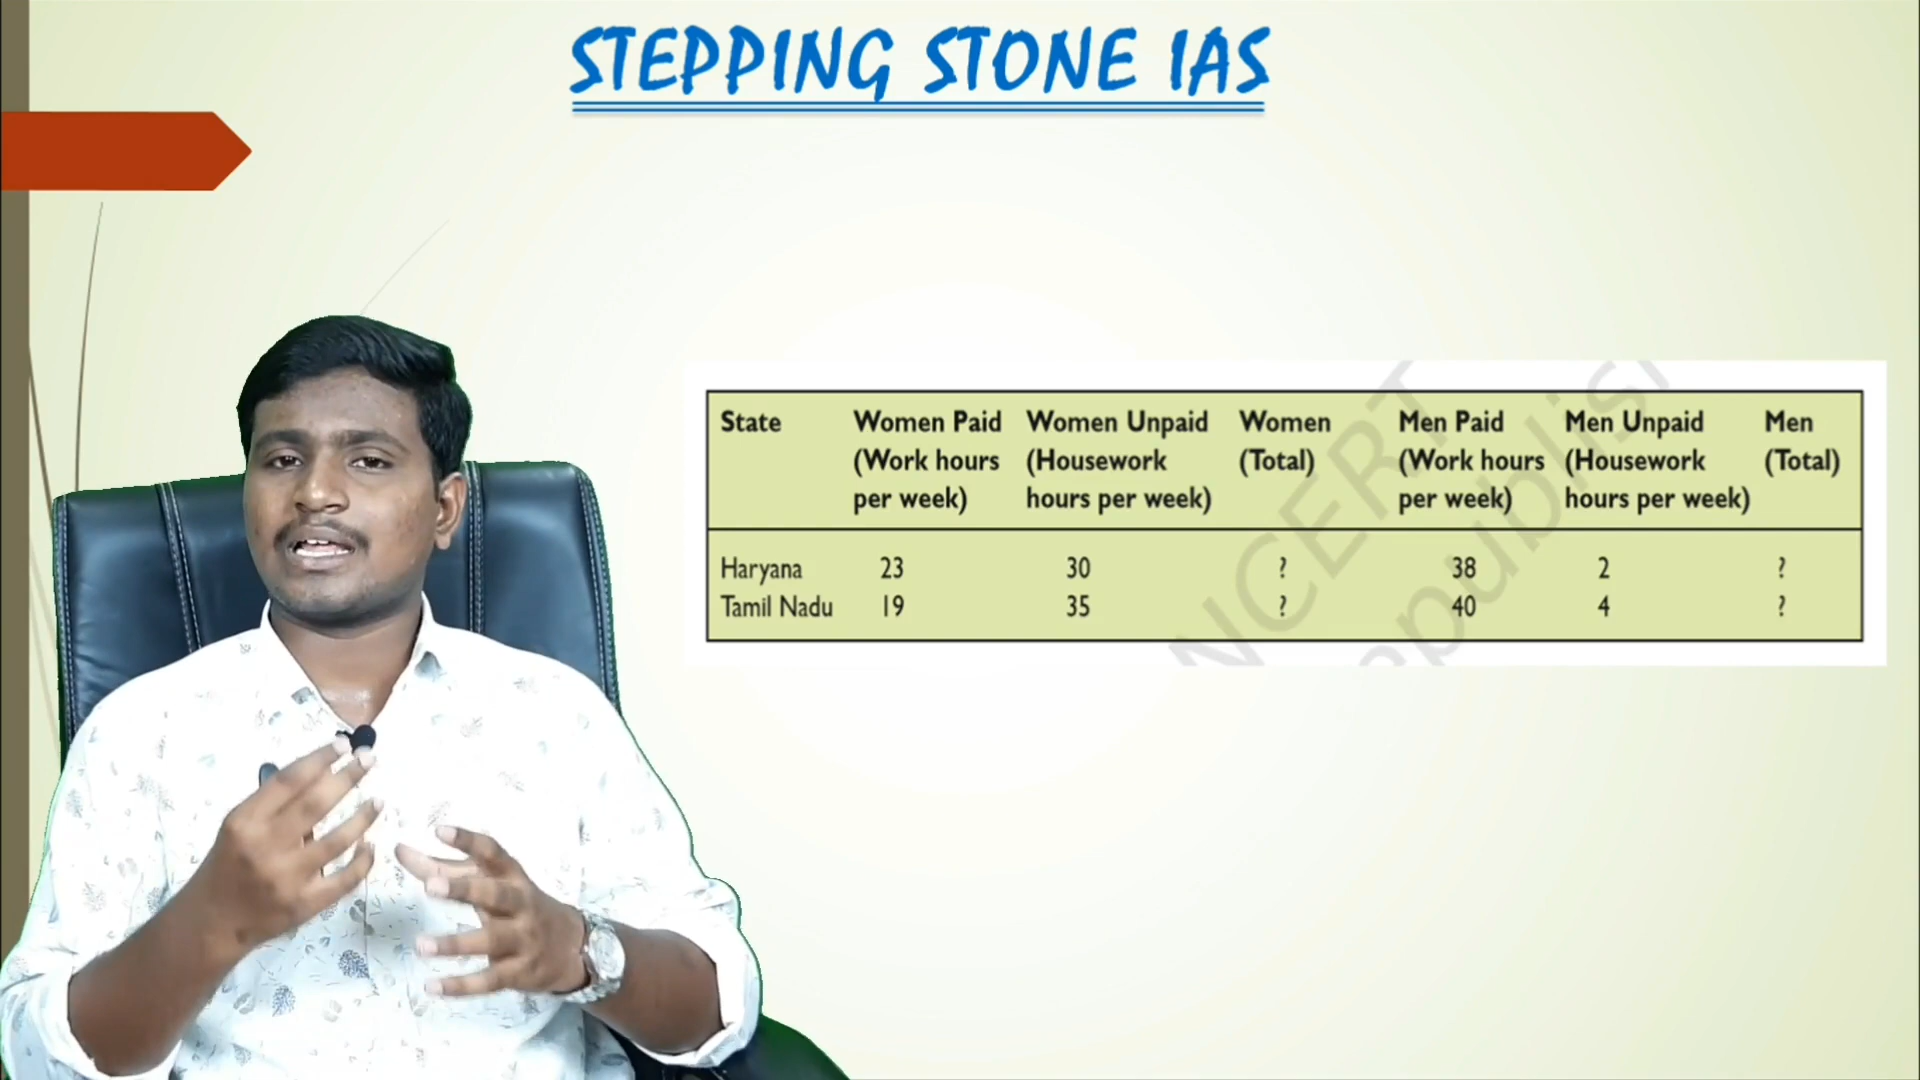 STEPPING STONE IAS
State Women Paid Women Unpaid Women Men Paid Men Unpaid Men
(Work hours (Housework (Total) (Work hours (Housework (Total)
per week) hours per week) per week) hours per week)
Haryana 23 30 ? 38 2 ?
Tamil Nadu 19 35 ? 40 4 ?
NCERT